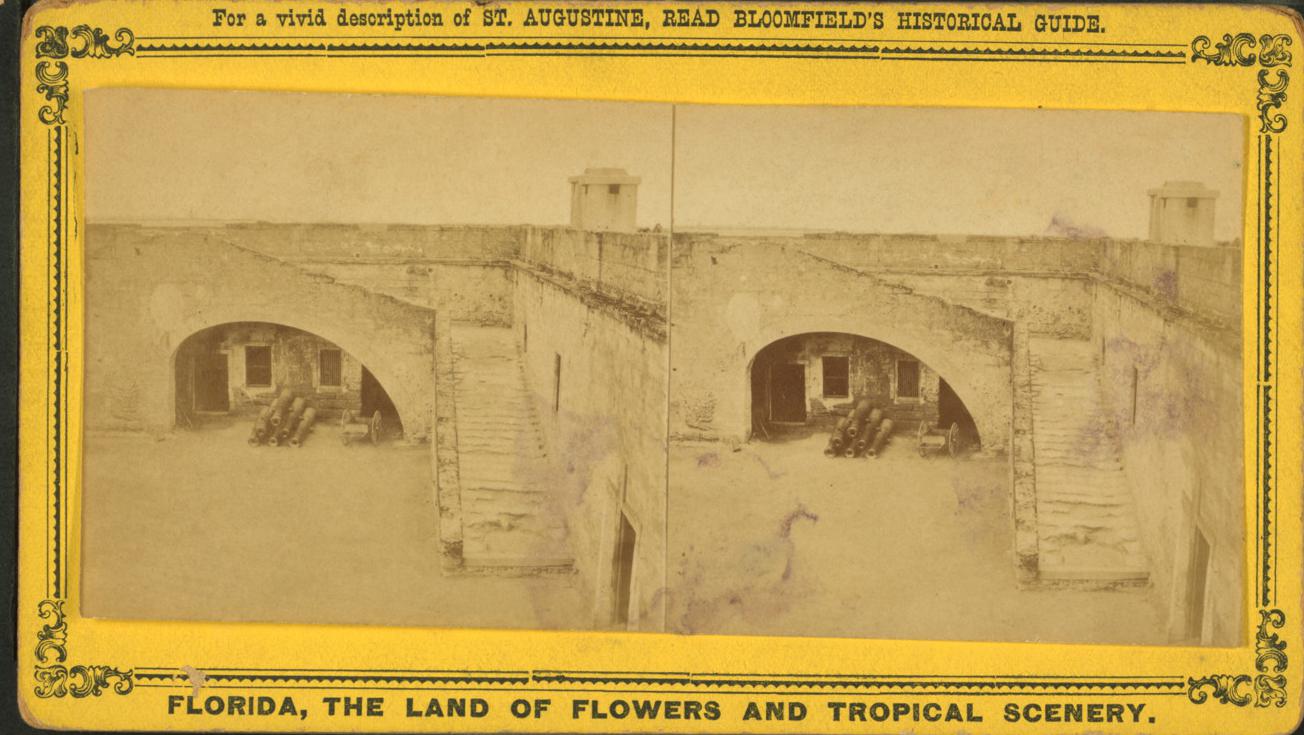 For a vivid description of ST. AUGUSTINE, READ BLOOMFIELD'S HISTORICAL GUIDE.
FLORIDA, THE LAND OF FLOWERS AND TROPICAL SCENERY.